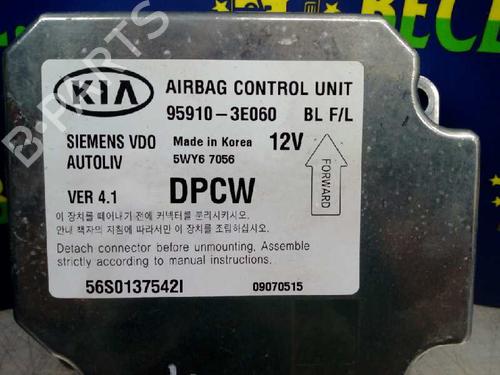 BECE
BECE
B-PARTS
KIA
AIRBAG CONTROL UNIT
95910-3E060 BL F/L
SIEMENS VDO
AUTOLIV
Made in Korea
5WY6 7056
12V
FORWARD
VER 4.1
DPCW
이 장치를 떼어내기 전에 커넥터를 분리시키시오.
안내 책자의 지침에 따라서만 이 장치를 조립하십시오.
Detach connector before unmounting. Assemble
strictly according to manual instructions.
56S0137542I
09070515